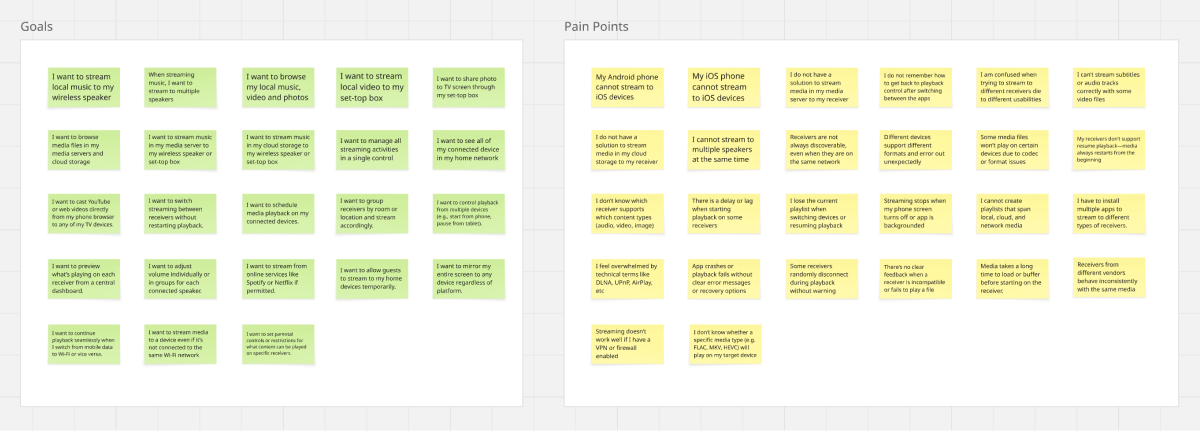 Goals
I want to stream
local music to my
wireless speaker
When streaming
music, I want to
stream to multiple
speakers
I want to browse
my local music,
video and photos
I want to stream
local video to my
set-top box
I want to share photo
to TV screen through
my set-top box
I want to browse
media files in my
media servers and
cloud storage
I want to stream music
in my media server to
my wireless speaker or
set-top box
I want to stream music
in my cloud storage to
my wireless speaker or
set-top box
I want to manage all
streaming activities
in a single control
I want to see all of
my connected device
in my home network
I want to cast YouTube
or web videos directly
from my phone browser
to any of my TV devices.
I want to switch
streaming between
receivers without
restarting playback.
I want to schedule
media playback on
my connected devices.
I want to group
receivers by room or
location and stream
accordingly.
I want to control playback
from multiple devices
(e.g., start from phone,
pause from tablet).
I want to preview
what's playing on each
receiver from a central
dashboard.
I want to adjust
volume individually or
in groups for each
connected speaker.
I want to stream from
online services like
Spotify or Netflix if
permitted.
I want to allow guests
to stream to my home
devices temporarily.
I want to mirror my
entire screen to any
device regardless of
platform.
I want to continue
playback seamlessly when
I switch from mobile data
to Wi-Fi or vice versa.
I want to stream media
to a device even if it's
not connected to the
same Wi-Fi network
I want to set parental
controls or restrictions for
what content can be played
on specific receivers.
Pain Points
My Android phone
cannot stream to
iOS devices
My iOS phone
cannot stream
to iOS devices
I do not have a
solution to stream
media in my media
server to my receiver
I do not remember how
to get back to playback
control after switching
between the apps
I am confused when
trying to stream to
different receivers due
to different usabilities
I can't stream subtitles
or audio tracks
correctly with some
video files
I do not have a
solution to stream
media in my cloud
storage to my receiver
I cannot stream to
multiple speakers
at the same time
Receivers are not
always discoverable,
even when they are on
the same network
Different devices
support different
formats and error out
unexpectedly
Some media files
won't play on certain
devices due to codec
or format issues
My receivers don't support
resume playback—media
always restarts from the
beginning
I don't know which
receiver supports
which content types
(audio, video, image)
There is a delay or lag
when starting
playback on some
receivers
I lose the current
playlist when
switching devices or
resuming playback
Streaming stops when
my phone screen
turns off or app is
backgrounded
I cannot create
playlists that span
local, cloud, and
network media
I have to install
multiple apps to
stream to different
types of receivers.
I feel overwhelmed by
technical terms like
DLNA, UPnP, AirPlay,
etc
App crashes or
playback fails without
clear error messages
or recovery options
Some receivers
randomly disconnect
during playback
without warning
There's no clear
feedback when a
receiver is incompatible
or fails to play a file
Media takes a long
time to load or buffer
before starting on the
receiver.
Receivers from
different vendors
behave inconsistently
with the same media
Streaming doesn't
work well if I have a
VPN or firewall
enabled
I don't know whether a
specific media type (e.g.
FLAC, MKV, HEVC) will
play on my target device